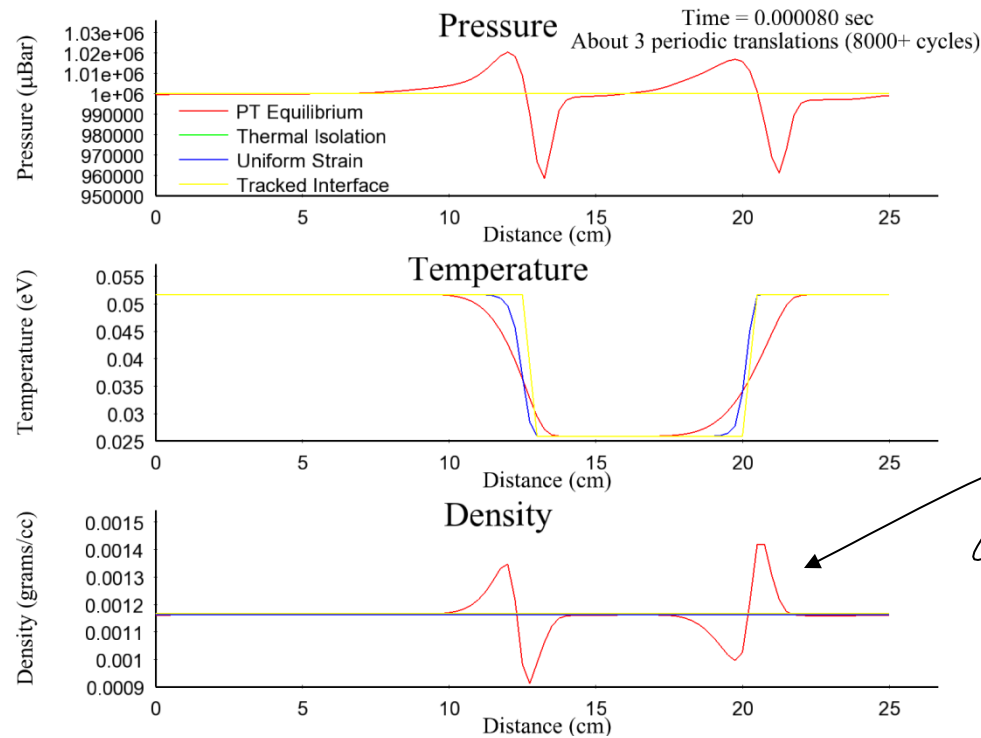 Pressure
Time = 0.000080 sec
About 3 periodic translations (8000+ cycles)
Pressure (µBar)
1.03e+06
1.02e+06
1.01e+06
1e+06
990000
980000
970000
960000
950000
PT Equilibrium
Thermal Isolation
Uniform Strain
Tracked Interface
0 5 10 15 20 25
Distance (cm)
Temperature
Temperature (eV)
0.055
0.05
0.045
0.04
0.035
0.03
0.025
0 5 10 15 20 25
Distance (cm)
Density
Density (grams/cc)
0.0015
0.0014
0.0013
0.0012
0.0011
0.001
0.0009
0 5 10 15 20 25
Distance (cm)